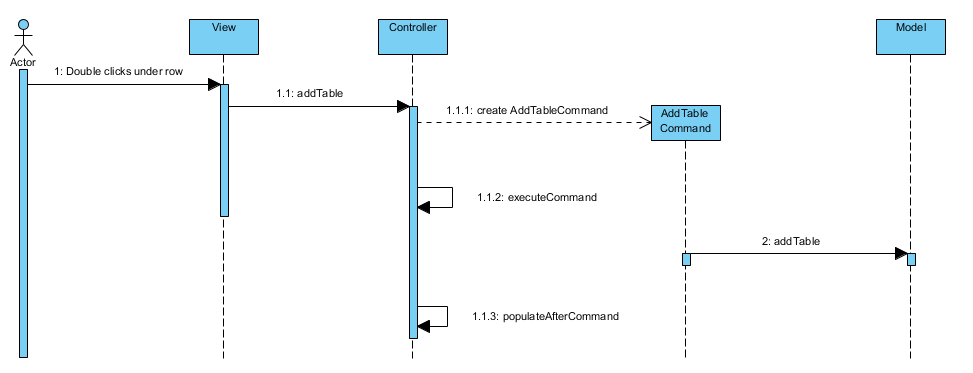 View
Controller
Model
Actor
1: Double clicks under row
1.1: addTable
1.1.1: create AddTableCommand
AddTable
Command
1.1.2: executeCommand
2: addTable
1.1.3: populateAfterCommand